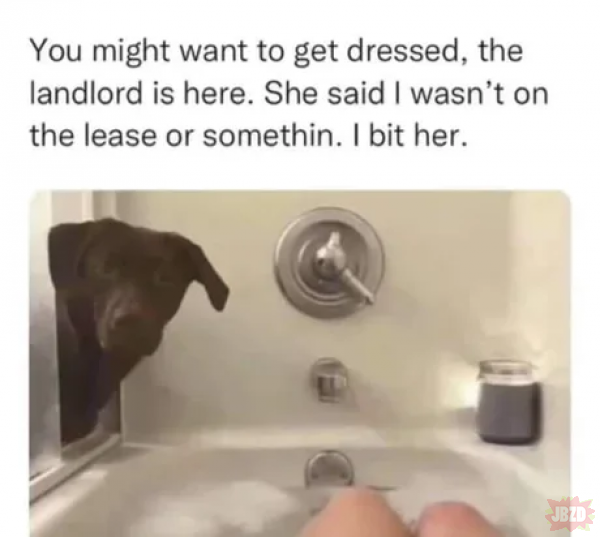 You might want to get dressed, the
landlord is here. She said I wasn’t on
the lease or somethin. I bit her.
JBZD